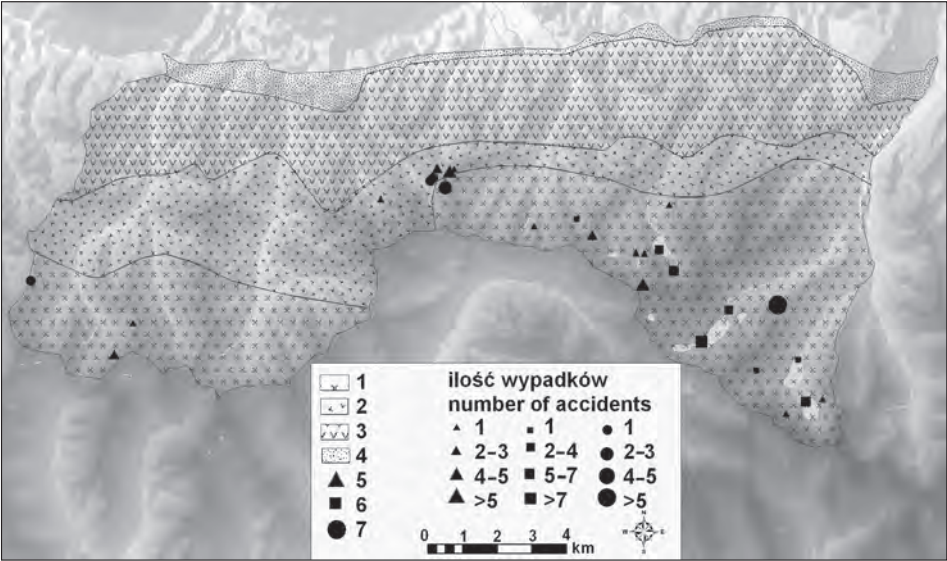 1
2
3
4
5
6
7
ilość wypadków
number of accidents
1 1 1
2–3 2–4 2–3
4–5 5–7 4–5
>5 >7 >5
0 1 2 3 4
km
N
W E
S